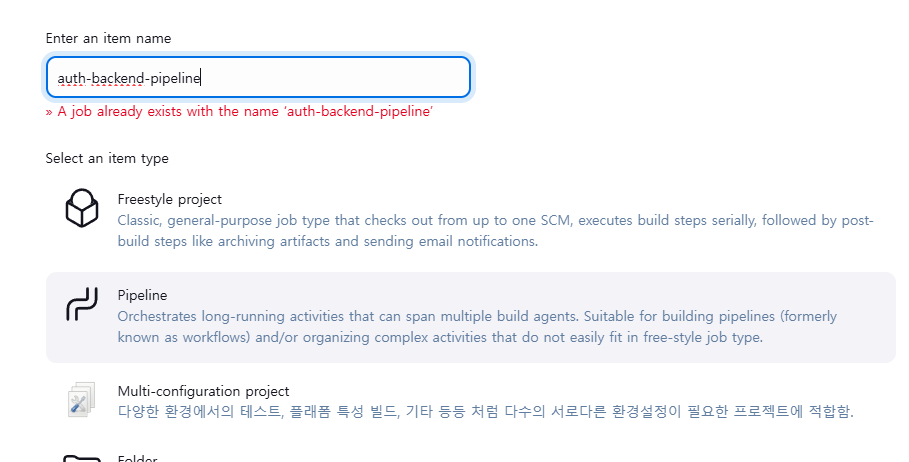 Enter an item name
auth-backend-pipeline
» A job already exists with the name ‘auth-backend-pipeline’
Select an item type
Freestyle project
Classic, general-purpose job type that checks out from up to one SCM, executes build steps serially, followed by post-
build steps like archiving artifacts and sending email notifications.
Pipeline
Orchestrates long-running activities that can span multiple build agents. Suitable for building pipelines (formerly
known as workflows) and/or organizing complex activities that do not easily fit in free-style job type.
Multi-configuration project
다양한 환경에서의 테스트, 플래폼 특성 빌드, 기타 등등 처럼 다수의 서로다른 환경설정이 필요한 프로젝트에 적합함.
Folder